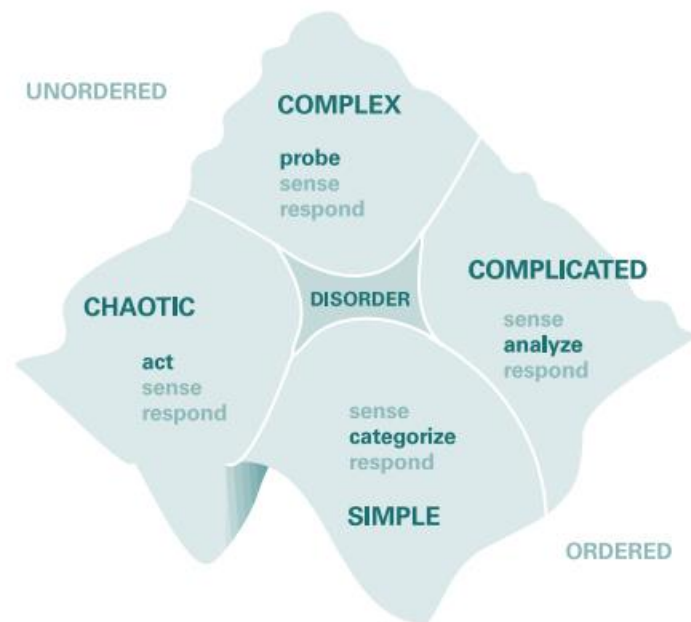 UNORDERED
COMPLEX
probe
sense
respond
COMPLICATED
sense
analyze
respond
CHAOTIC
act
sense
respond
DISORDER
sense
categorize
respond
SIMPLE
ORDERED